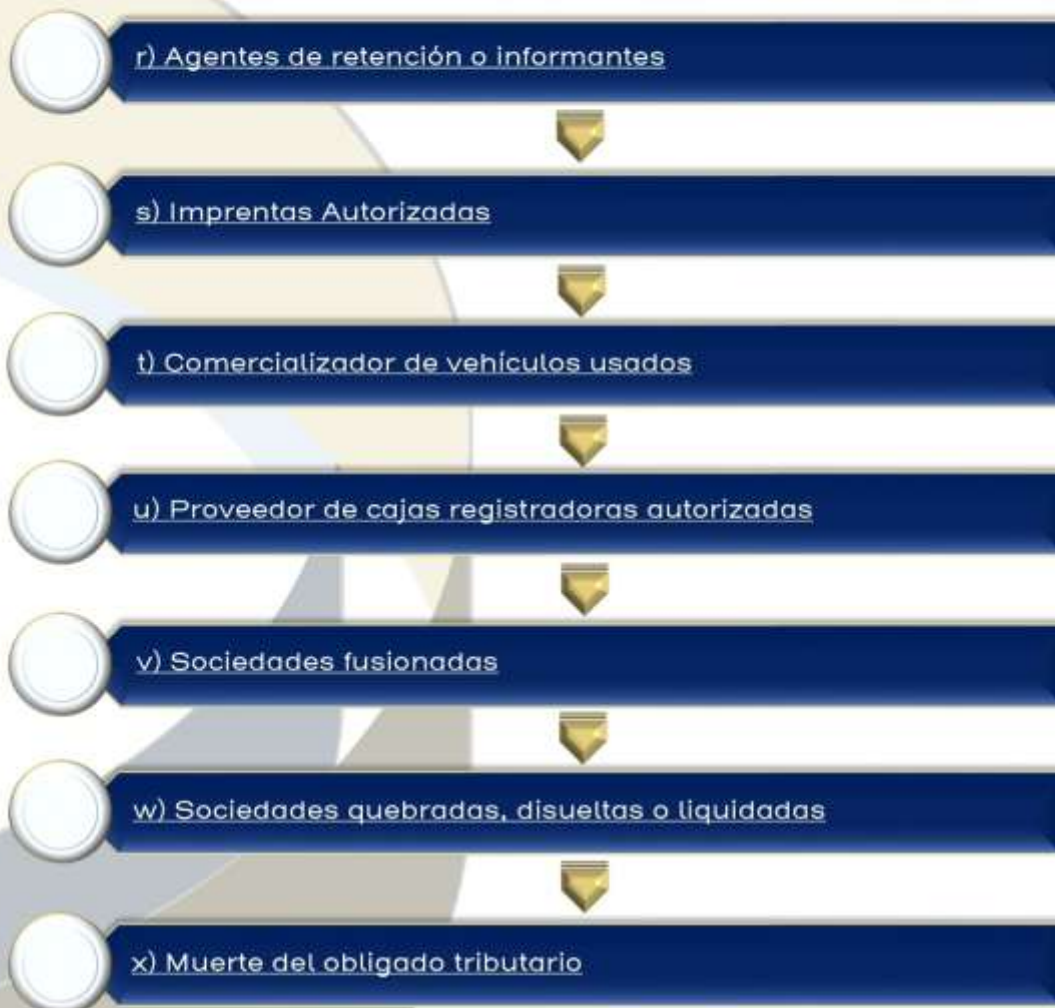 r) Agentes de retención o informantes
s) Imprentas Autorizadas
t) Comercializador de vehículos usados
u) Proveedor de cajas registradoras autorizadas
v) Sociedades fusionadas
w) Sociedades quebradas, disueltas o liquidadas
x) Muerte del obligado tributario